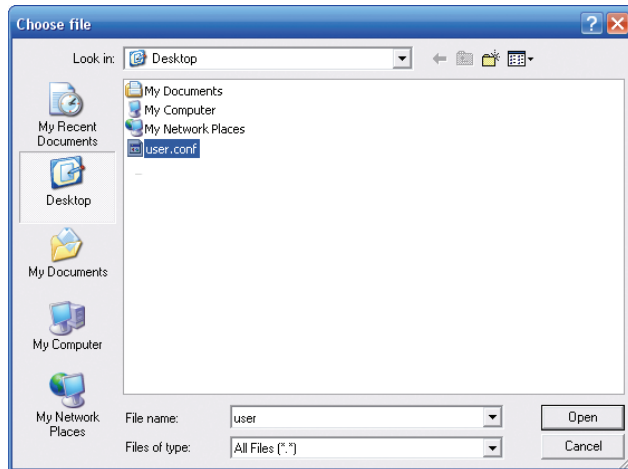 Choose file
Look in:
Desktop
My Recent
Documents
Desktop
My Documents
My Computer
My Network
Places
My Documents
My Computer
My Network Places
user.conf
File name:
user
Open
Files of type:
All Files (*.*)
Cancel